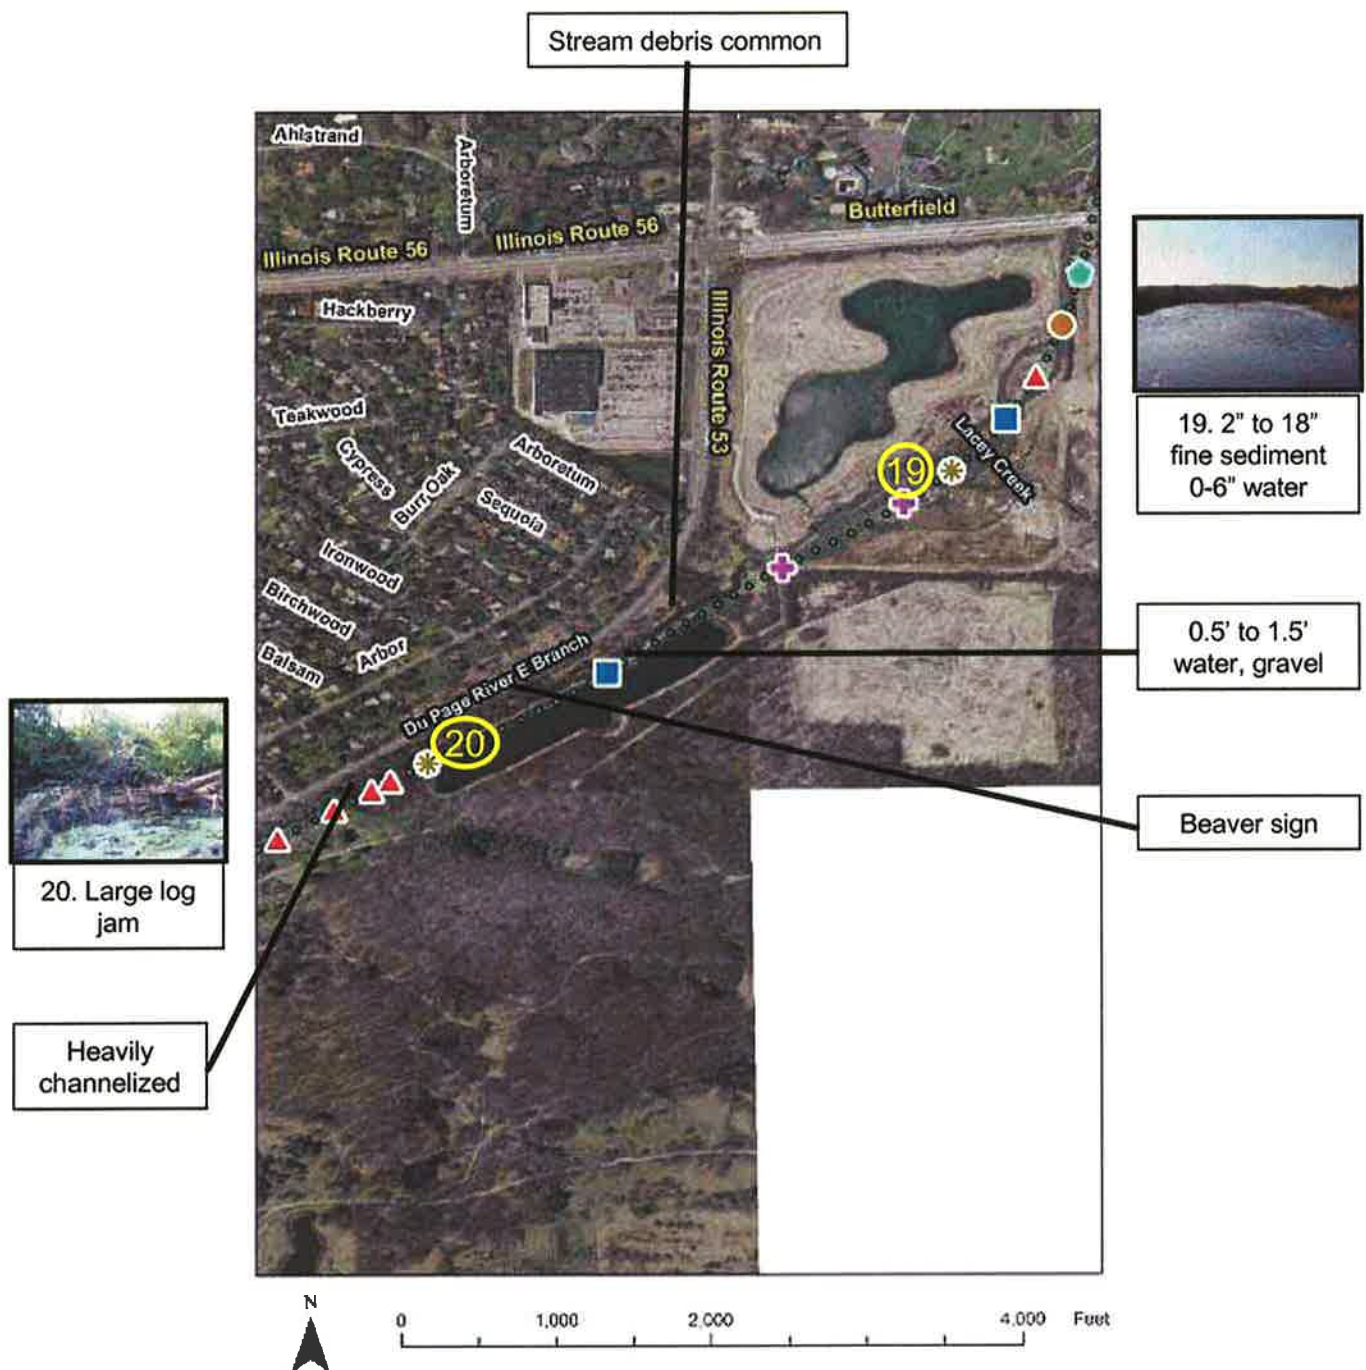 Stream debris common
Ahlstrand
Arboretum
Butterfield
Illinois Route 56
Illinois Route 56
Hackberry
Illinois Route 53
19. 2" to 18"
fine sediment
0-6" water
Teakwood
Cypress
Burr Oak
Arboretum
Sequoia
Lacey Creek
19
Ironwood
Birchwood
Balsam
Arbor
0.5' to 1.5'
water, gravel
Du Page River E Branch
20
Beaver sign
20. Large log
jam
Heavily
channelized
N
0 1,000 2,000 4,000 Feet